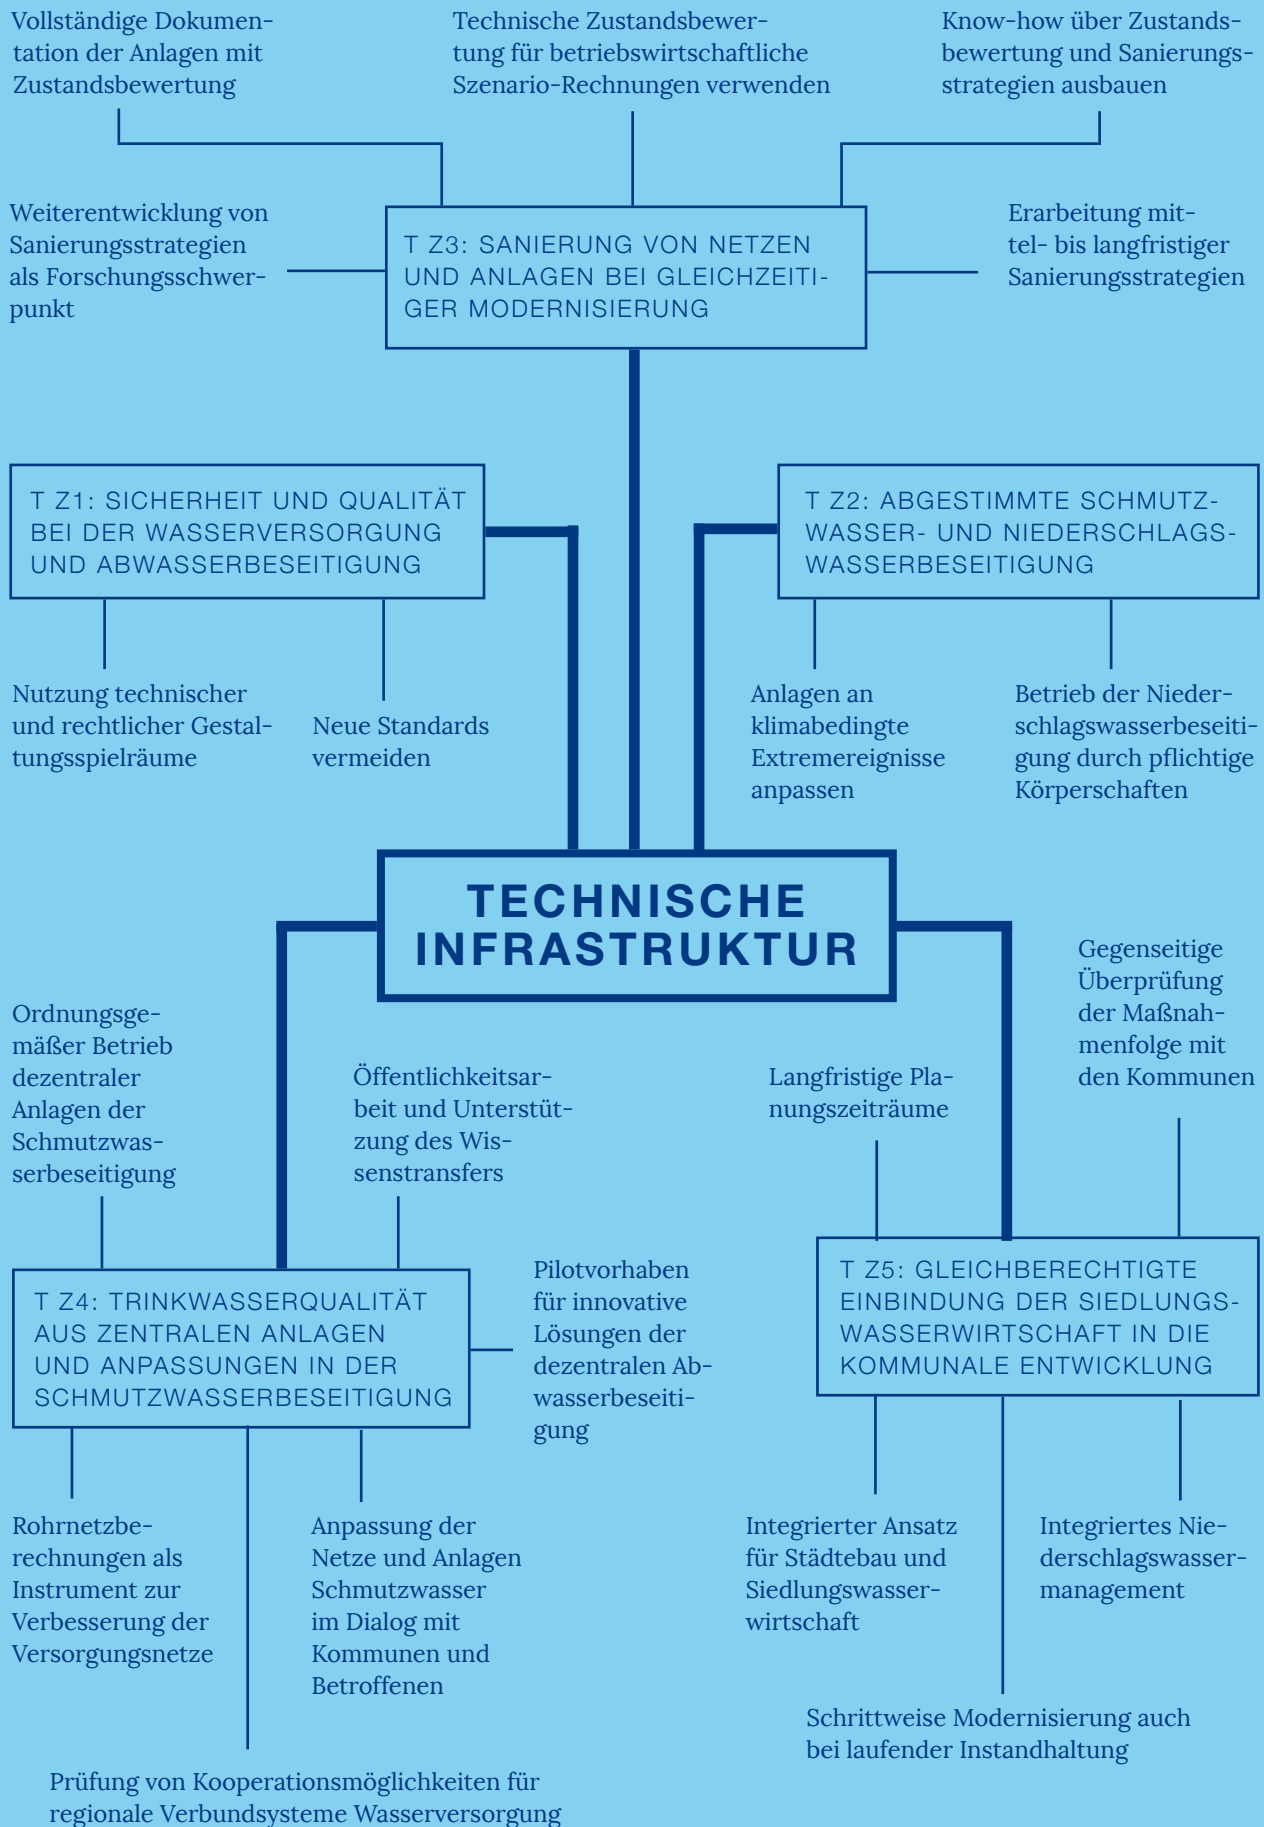 Vollständige Dokumen-
tation der Anlagen mit
Zustandsbewertung
Technische Zustandsbewer-
tung für betriebswirtschaftliche
Szenario-Rechnungen verwenden
Know-how über Zustands-
bewertung und Sanierungs-
strategien ausbauen
Weiterentwicklung von
Sanierungsstrategien
als Forschungsschwer-
punkt
T Z3: SANIERUNG VON NETZEN
UND ANLAGEN BEI GLEICHZEITI-
GER MODERNISIERUNG
Erarbeitung mit-
tel- bis langfristiger
Sanierungsstrategien
T Z1: SICHERHEIT UND QUALITÄT
BEI DER WASSERVERSORGUNG
UND ABWASSERBESEITIGUNG
T Z2: ABGESTIMMTE SCHMUTZ-
WASSER- UND NIEDERSCHLAGS-
WASSERBESEITIGUNG
Nutzung technischer
und rechtlicher Gestal-
tungsspielräume
Neue Standards
vermeiden
Anlagen an
klimabedingte
Extremereignisse
anpassen
Betrieb der Nieder-
schlagswasserbeseiti-
gung durch pflichtige
Körperschaften
TECHNISCHE
INFRASTRUKTUR
Ordnungsge-
mäßer Betrieb
dezentraler
Anlagen der
Schmutzwas-
serbeseitigung
Öffentlichkeitsar-
beit und Unterstüt-
zung des Wis-
senstransfers
Langfristige Pla-
nungszeiträume
Gegenseitige
Überprüfung
der Maßnah-
menfolge mit
den Kommunen
T Z4: TRINKWASSERQUALITÄT
AUS ZENTRALEN ANLAGEN
UND ANPASSUNGEN IN DER
SCHMUTZWASSERBESEITIGUNG
Pilotvorhaben
für innovative
Lösungen der
dezentralen Ab-
wasserbeseiti-
gung
T Z5: GLEICHBERECHTIGTE
EINBINDUNG DER SIEDLUNGS-
WASSERWIRTSCHAFT IN DIE
KOMMUNALE ENTWICKLUNG
Rohrnetzbe-
rechnungen als
Instrument zur
Verbesserung der
Versorgungsnetze
Anpassung der
Netze und Anlagen
Schmutzwasser
im Dialog mit
Kommunen und
Betroffenen
Integrierter Ansatz
für Städtebau und
Siedlungswasser-
wirtschaft
Integriertes Nie-
derschlagswasser-
management
Schrittweise Modernisierung auch
bei laufender Instandhaltung
Prüfung von Kooperationsmöglichkeiten für
regionale Verbundsysteme Wasserversorgung